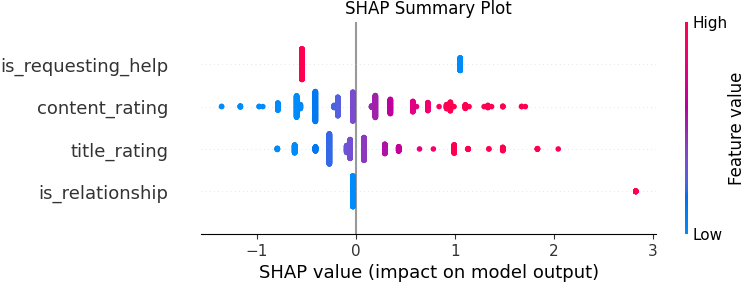 SHAP Summary Plot
High
is_requesting_help
content_rating
title_rating
is_relationship
Feature value
Low
−1
0
1
2
3
SHAP value (impact on model output)